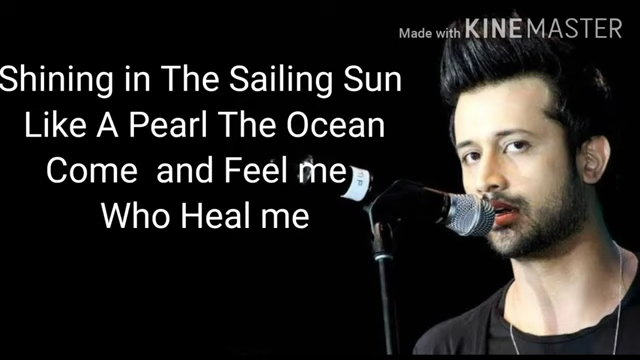 Made with KINEMASTER
Shining in The Sailing Sun
Like A Pearl The Ocean
Come and Feel me
Who Heal me